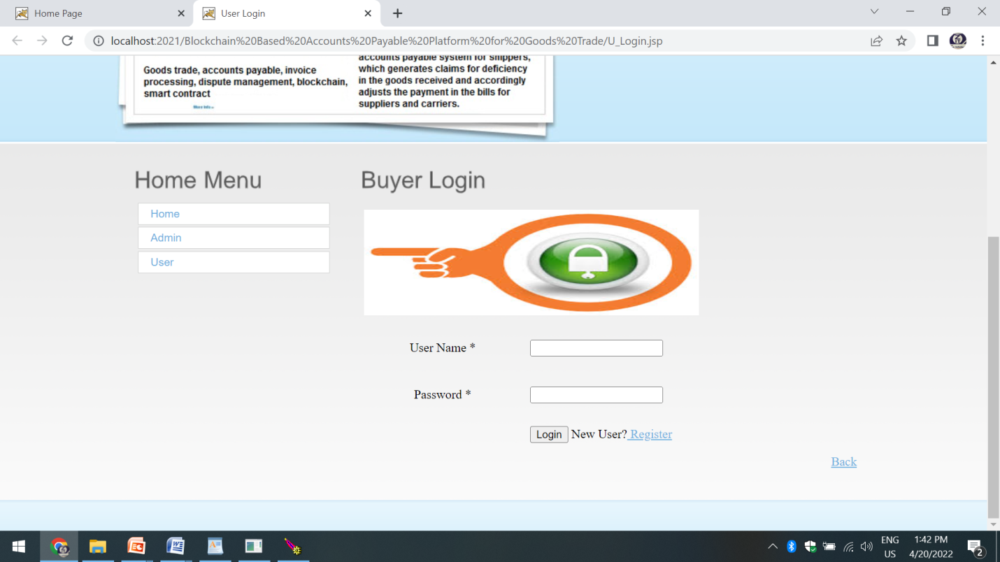 Home Page
User Login
localhost:2021/Blockchain%20Based%20Accounts%20Payable%20Platform%20for%20Goods%20Trade/U_Login.jsp
Goods trade, accounts payable, invoice
processing, dispute management, blockchain,
smart contract
More Info »
accounts payable system for shippers,
which generates claims for deficiency
in the goods received and accordingly
adjusts the payment in the bills for
suppliers and carriers.
Home Menu
Home
Admin
User
Buyer Login
User Name *
Password *
Login New User? Register
Back
ENG
US
1:42 PM
4/20/2022
2